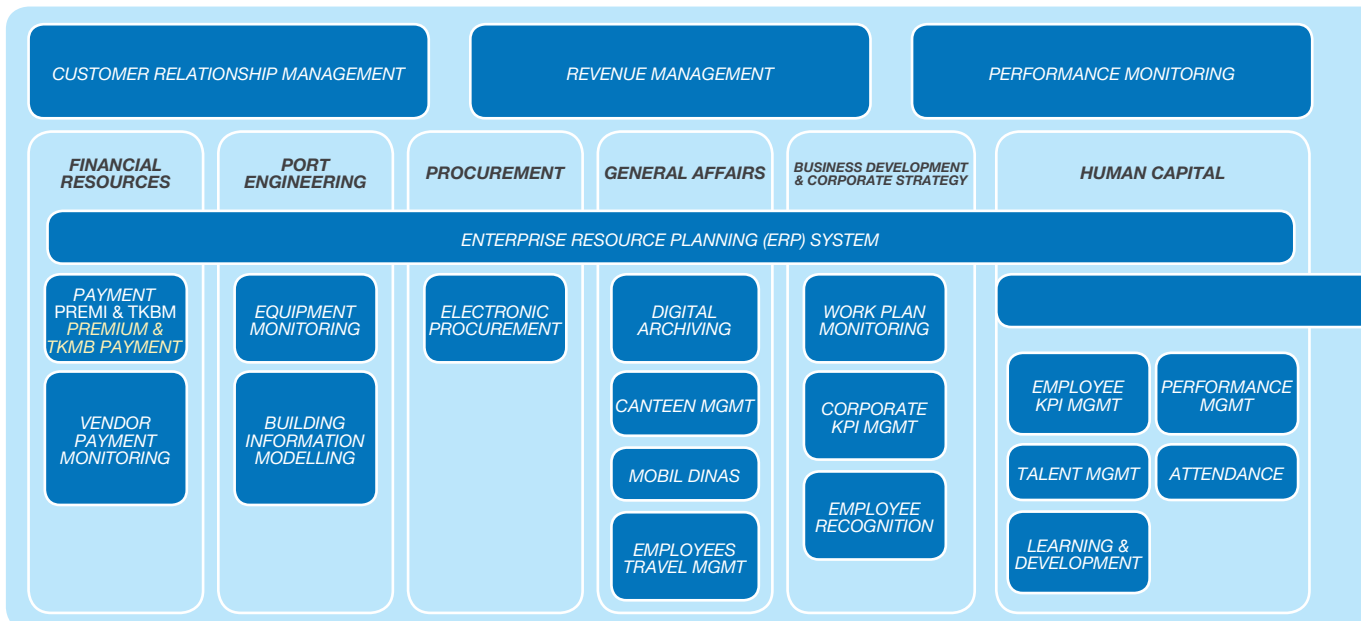 CUSTOMER RELATIONSHIP MANAGEMENT
REVENUE MANAGEMENT
PERFORMANCE MONITORING
FINANCIAL
RESOURCES
PORT
ENGINEERING
PROCUREMENT
GENERAL AFFAIRS
BUSINESS DEVELOPMENT
& CORPORATE STRATEGY
HUMAN CAPITAL
ENTERPRISE RESOURCE PLANNING (ERP) SYSTEM
PAYMENT
PREMI & TKBM
PREMIUM &
TKMB PAYMENT
VENDOR
PAYMENT
MONITORING
EQUIPMENT
MONITORING
BUILDING
INFORMATION
MODELLING
ELECTRONIC
PROCUREMENT
DIGITAL
ARCHIVING
CANTEEN MGMT
MOBIL DINAS
EMPLOYEES
TRAVEL MGMT
WORK PLAN
MONITORING
CORPORATE
KPI MGMT
EMPLOYEE
RECOGNITION
EMPLOYEE
KPI MGMT
PERFORMANCE
MGMT
TALENT MGMT
ATTENDANCE
LEARNING &
DEVELOPMENT